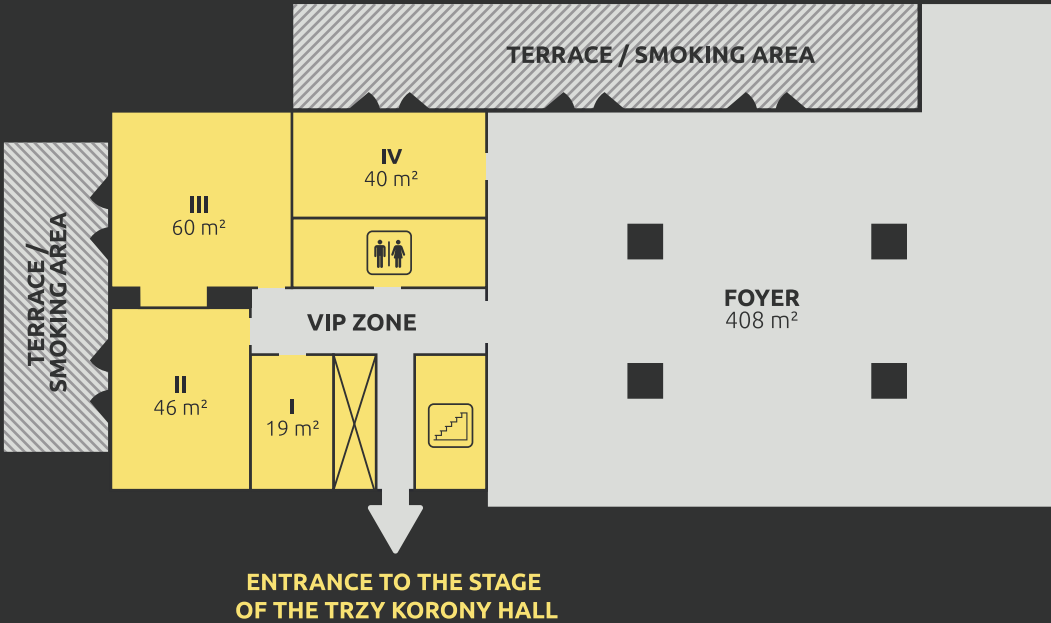 TERRACE / SMOKING AREA
IV
40 m²
III
60 m²
TERRACE /
SMOKING AREA
FOYER
408 m²
VIP ZONE
II
46 m²
I
19 m²
ENTRANCE TO THE STAGE
OF THE TRZY KORONY HALL